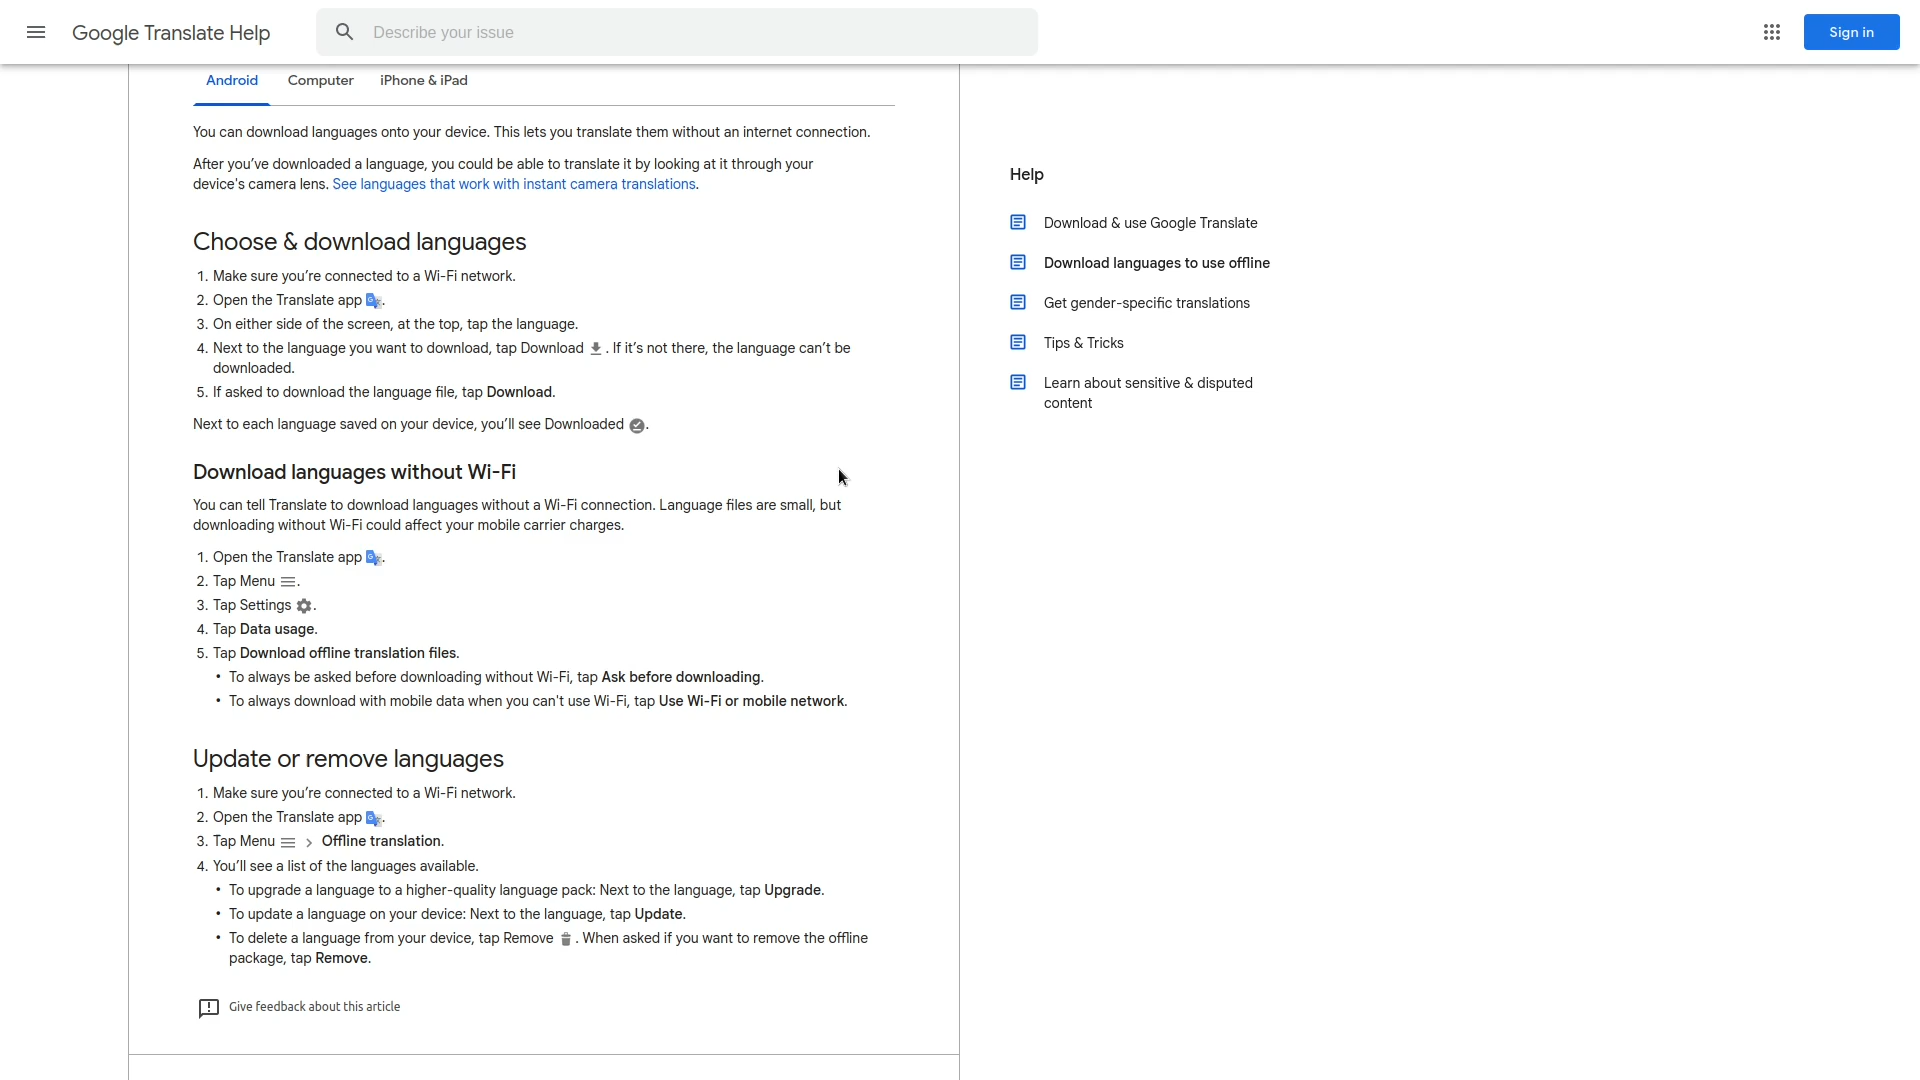 Google Translate Help
Describe your issue
Sign in
Android
Computer
iPhone & iPad
You can download languages onto your device. This lets you translate them without an internet connection.
After you’ve downloaded a language, you could be able to translate it by looking at it through your
device's camera lens. See languages that work with instant camera translations.
Choose & download languages
1. Make sure you’re connected to a Wi-Fi network.
2. Open the Translate app .
3. On either side of the screen, at the top, tap the language.
4. Next to the language you want to download, tap Download . If it’s not there, the language can’t be
downloaded.
5. If asked to download the language file, tap Download.
Next to each language saved on your device, you’ll see Downloaded .
Download languages without Wi-Fi
You can tell Translate to download languages without a Wi-Fi connection. Language files are small, but
downloading without Wi-Fi could affect your mobile carrier charges.
1. Open the Translate app .
2. Tap Menu .
3. Tap Settings .
4. Tap Data usage.
5. Tap Download offline translation files.
• To always be asked before downloading without Wi-Fi, tap Ask before downloading.
• To always download with mobile data when you can't use Wi-Fi, tap Use Wi-Fi or mobile network.
Update or remove languages
1. Make sure you’re connected to a Wi-Fi network.
2. Open the Translate app .
3. Tap Menu > Offline translation.
4. You’ll see a list of the languages available.
• To upgrade a language to a higher-quality language pack: Next to the language, tap Upgrade.
• To update a language on your device: Next to the language, tap Update.
• To delete a language from your device, tap Remove . When asked if you want to remove the offline
package, tap Remove.
Give feedback about this article
Help
Download & use Google Translate
Download languages to use offline
Get gender-specific translations
Tips & Tricks
Learn about sensitive & disputed
content